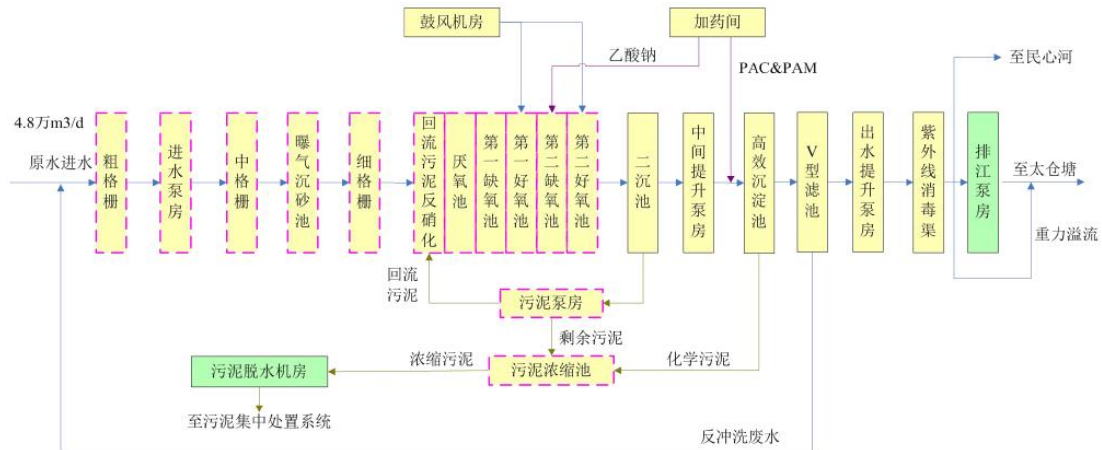 鼓风机房
加药间
乙酸钠
PAC&PAM
至民心河
4.8万m3/d
原水进水
粗格栅
进水泵房
中格栅
曝气沉砂池
细格栅
回流污泥反硝化
厌氧池
第一缺氧池
第一好氧池
第二缺氧池
第二好氧池
二沉池
中间提升泵房
高效沉淀池
V型滤池
出水提升泵房
紫外线消毒渠
排江泵房
至太仓塘
重力溢流
回流
污泥
污泥泵房
剩余污泥
浓缩污泥
化学污泥
污泥脱水机房
污泥浓缩池
至污泥集中处置系统
反冲洗废水